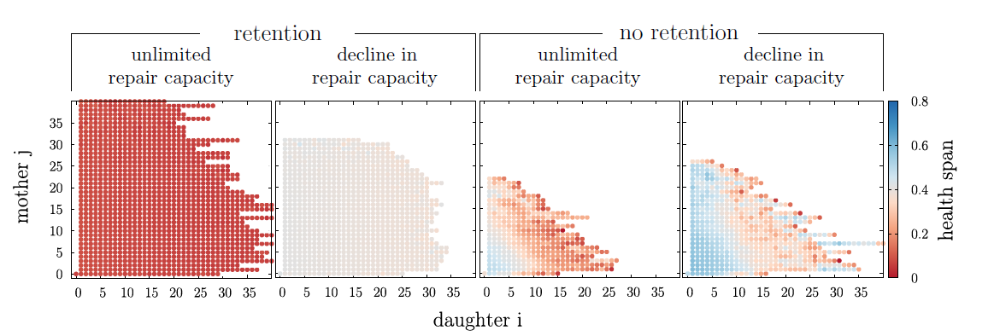 retention
no retention
unlimited
repair capacity
decline in
repair capacity
unlimited
repair capacity
decline in
repair capacity
mother j
35
30
25
20
15
10
5
0
0 5 10 15 20 25 30 35
0 5 10 15 20 25 30 35
0 5 10 15 20 25 30 35
0 5 10 15 20 25 30 35
daughter i
0.8
0.6
0.4
0.2
0
health span